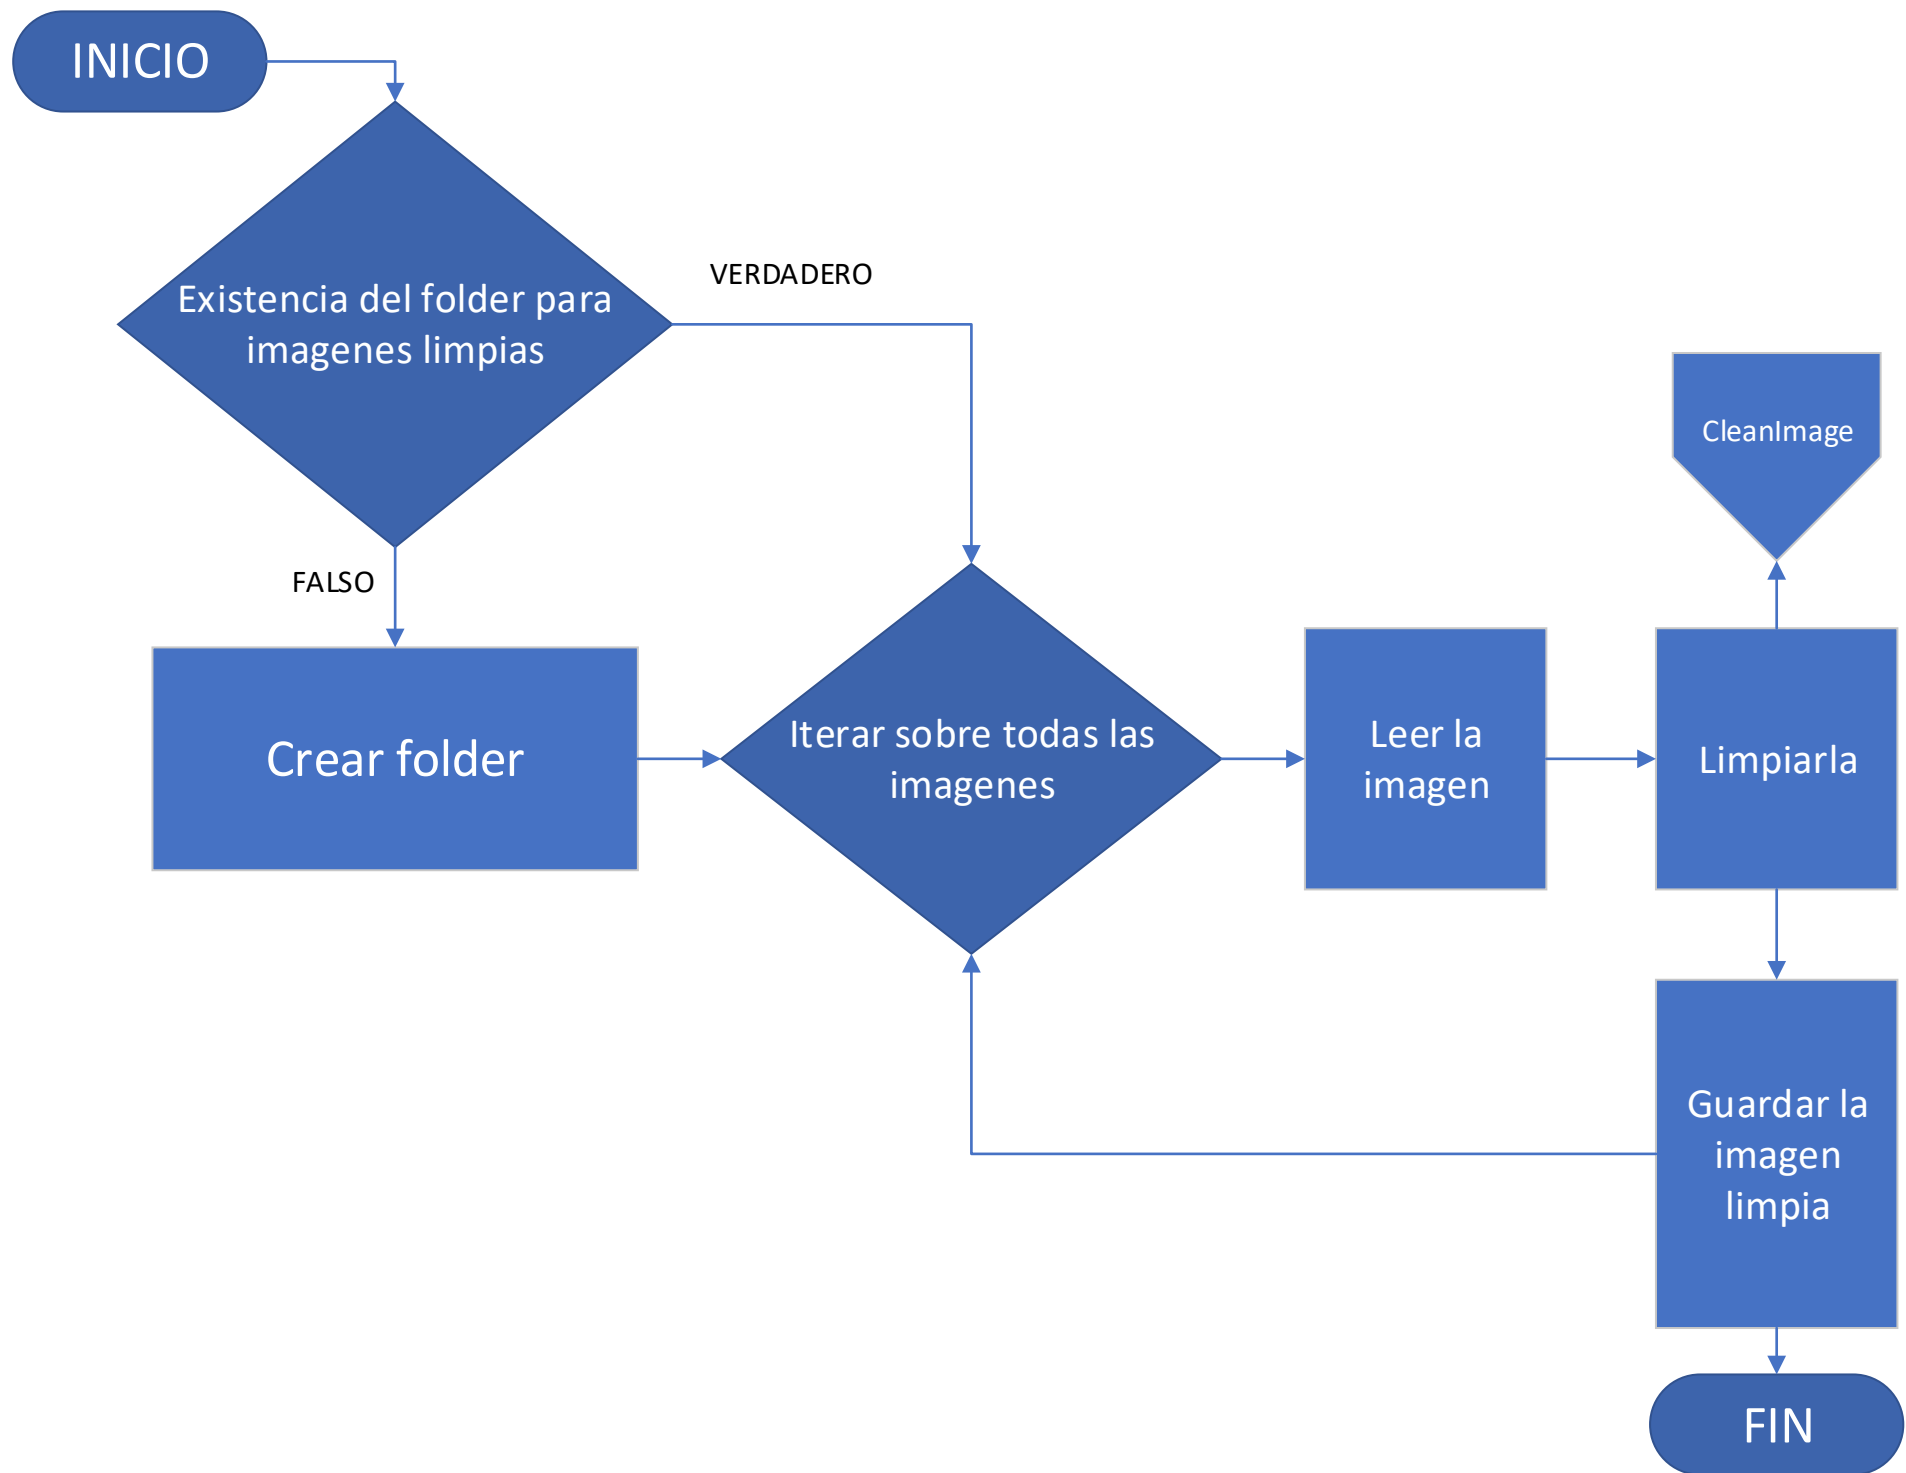 INICIO
Existencia del folder para
imagenes limpias
VERDADERO
FALSO
Crear folder
Iterar sobre todas las
imagenes
Leer la
imagen
Limpiarla
CleanImage
Guardar la
imagen
limpia
FIN